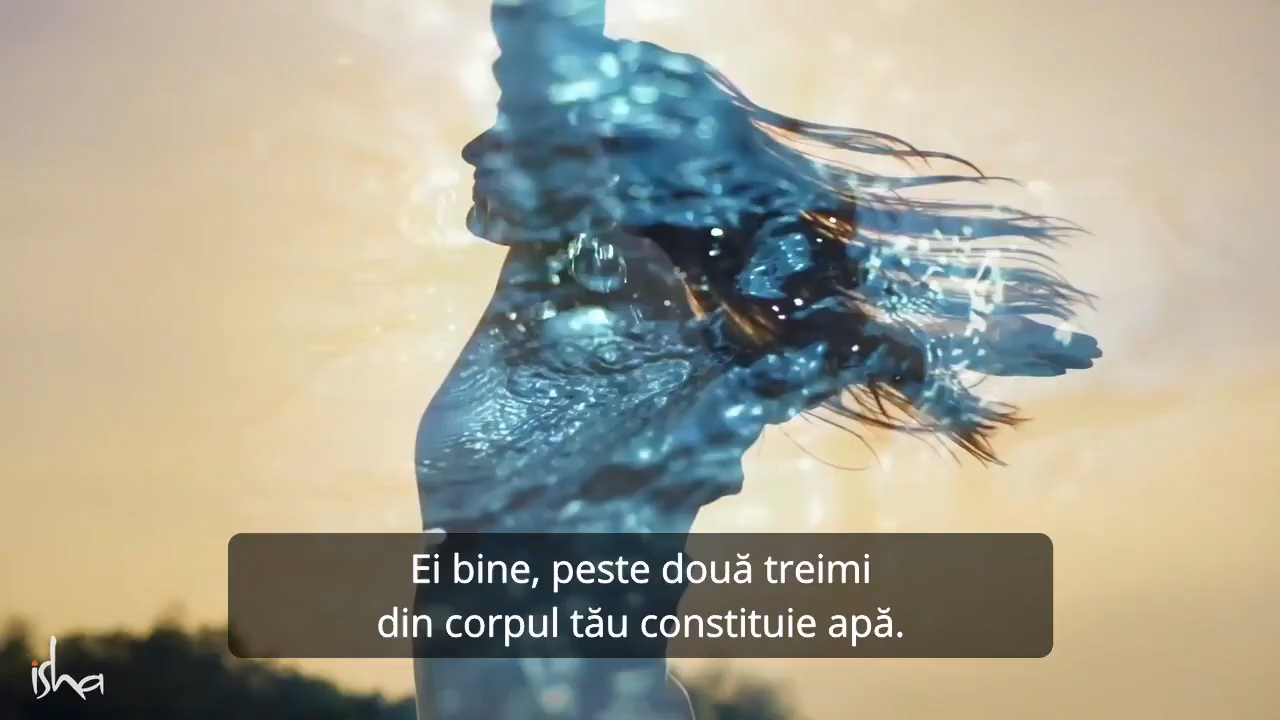 Ei bine, peste două treimi
din corpul tău constituie apă.
isha